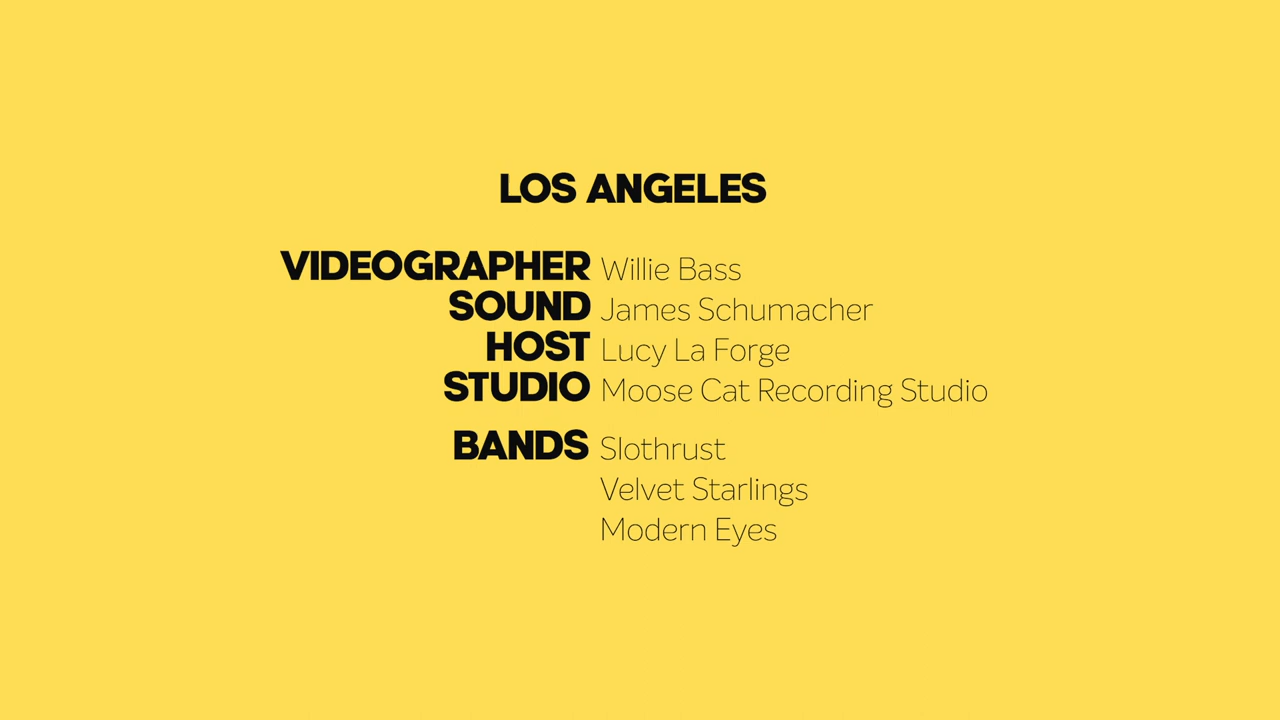 LOS ANGELES
VIDEOGRAPHER Willie Bass
SOUND James Schumacher
HOST Lucy La Forge
STUDIO Moose Cat Recording Studio
BANDS Slothrust
Velvet Starlings
Modern Eyes